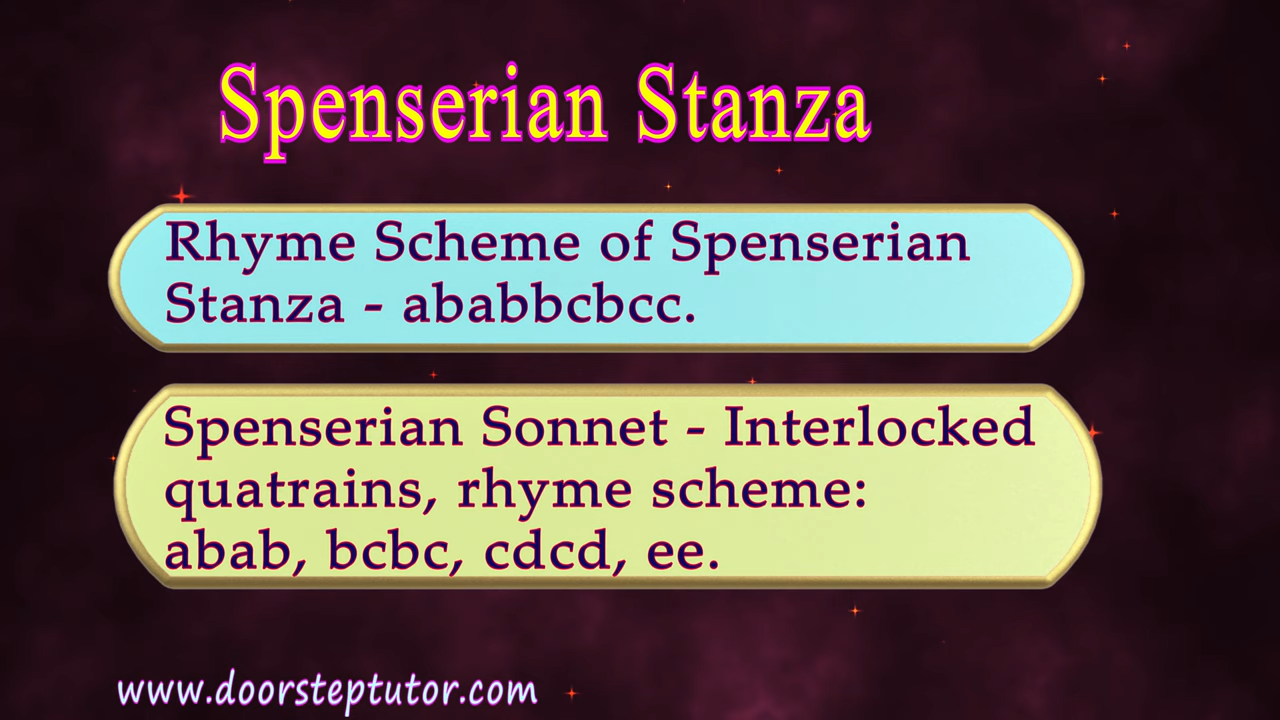 Spenserian Stanza
Rhyme Scheme of Spenserian
Stanza - ababbcbcc.
Spenserian Sonnet - Interlocked
quatrains, rhyme scheme:
abab, bcbc, cdcd, ee.
www.doorsteptutor.com